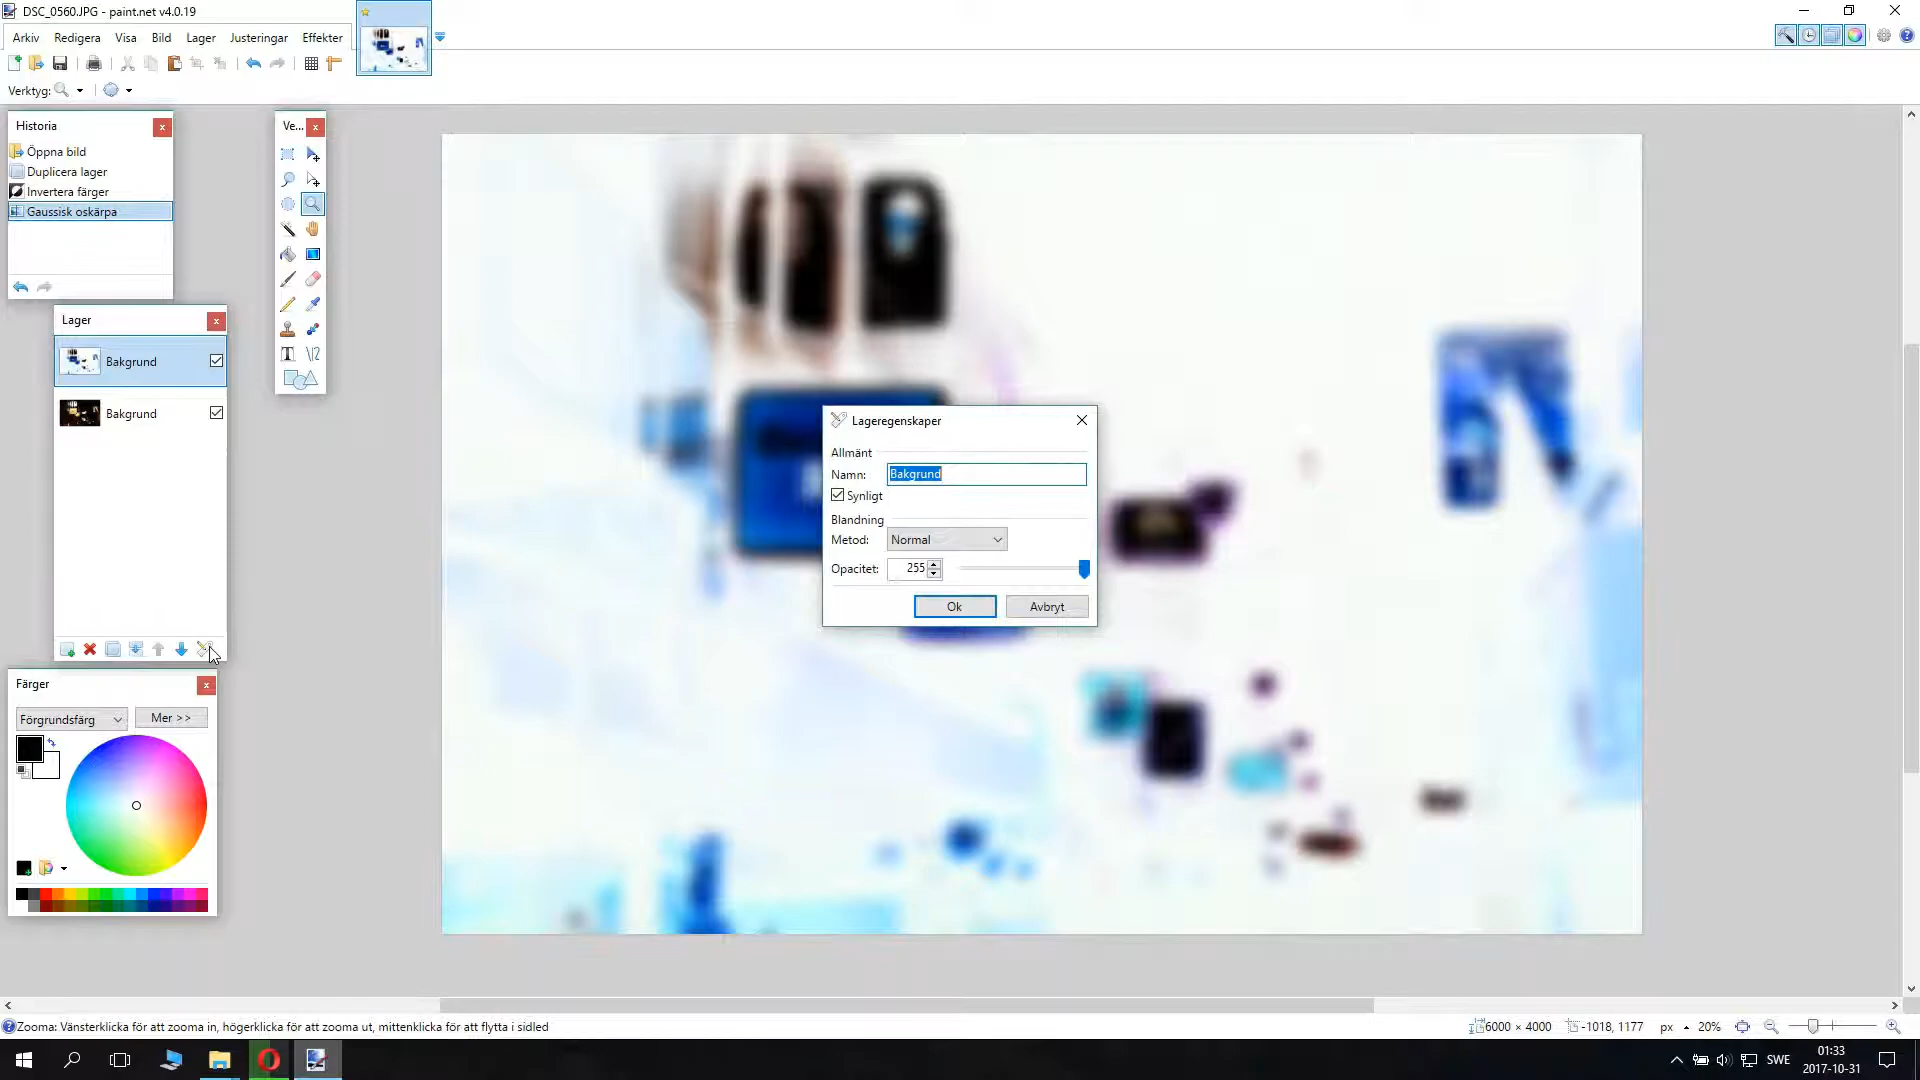 DSC_0560.JPG - paint.net v4.0.19
Arkiv Redigera Visa Bild Lager Justeringar Effekter
Verktyg:
Historia
Öppna bild
Duplicera lager
Invertera färger
Gaussisk oskärpa
Ve...
Lager
Bakgrund
Bakgrund
Lageregenskaper
Allmänt
Namn: Bakgrund
Synligt
Blandning
Metod: Normal
Opacitet: 255
Ok Avbryt
Färger
Förgrundsfärg Mer >>
Zooma: Vänsterklicka för att zooma in, högerklicka för att zooma ut, mittenklicka för att flytta i sidled
6000 × 4000 -1018, 1177 px 20%
SWE
01:33
2017-10-31